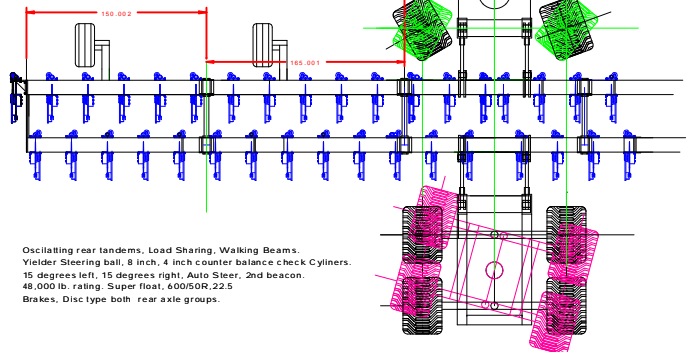 150.002
165.001
Oscilatting rear tandems, Load Sharing, Walking Beams.
Yielder Steering ball, 8 inch, 4 inch counter balance check Cyliners.
15 degrees left, 15 degrees right, Auto Steer, 2nd beacon.
48,000 lb. rating. Super float, 600/50R,22.5
Brakes, Disc type both rear axle groups.